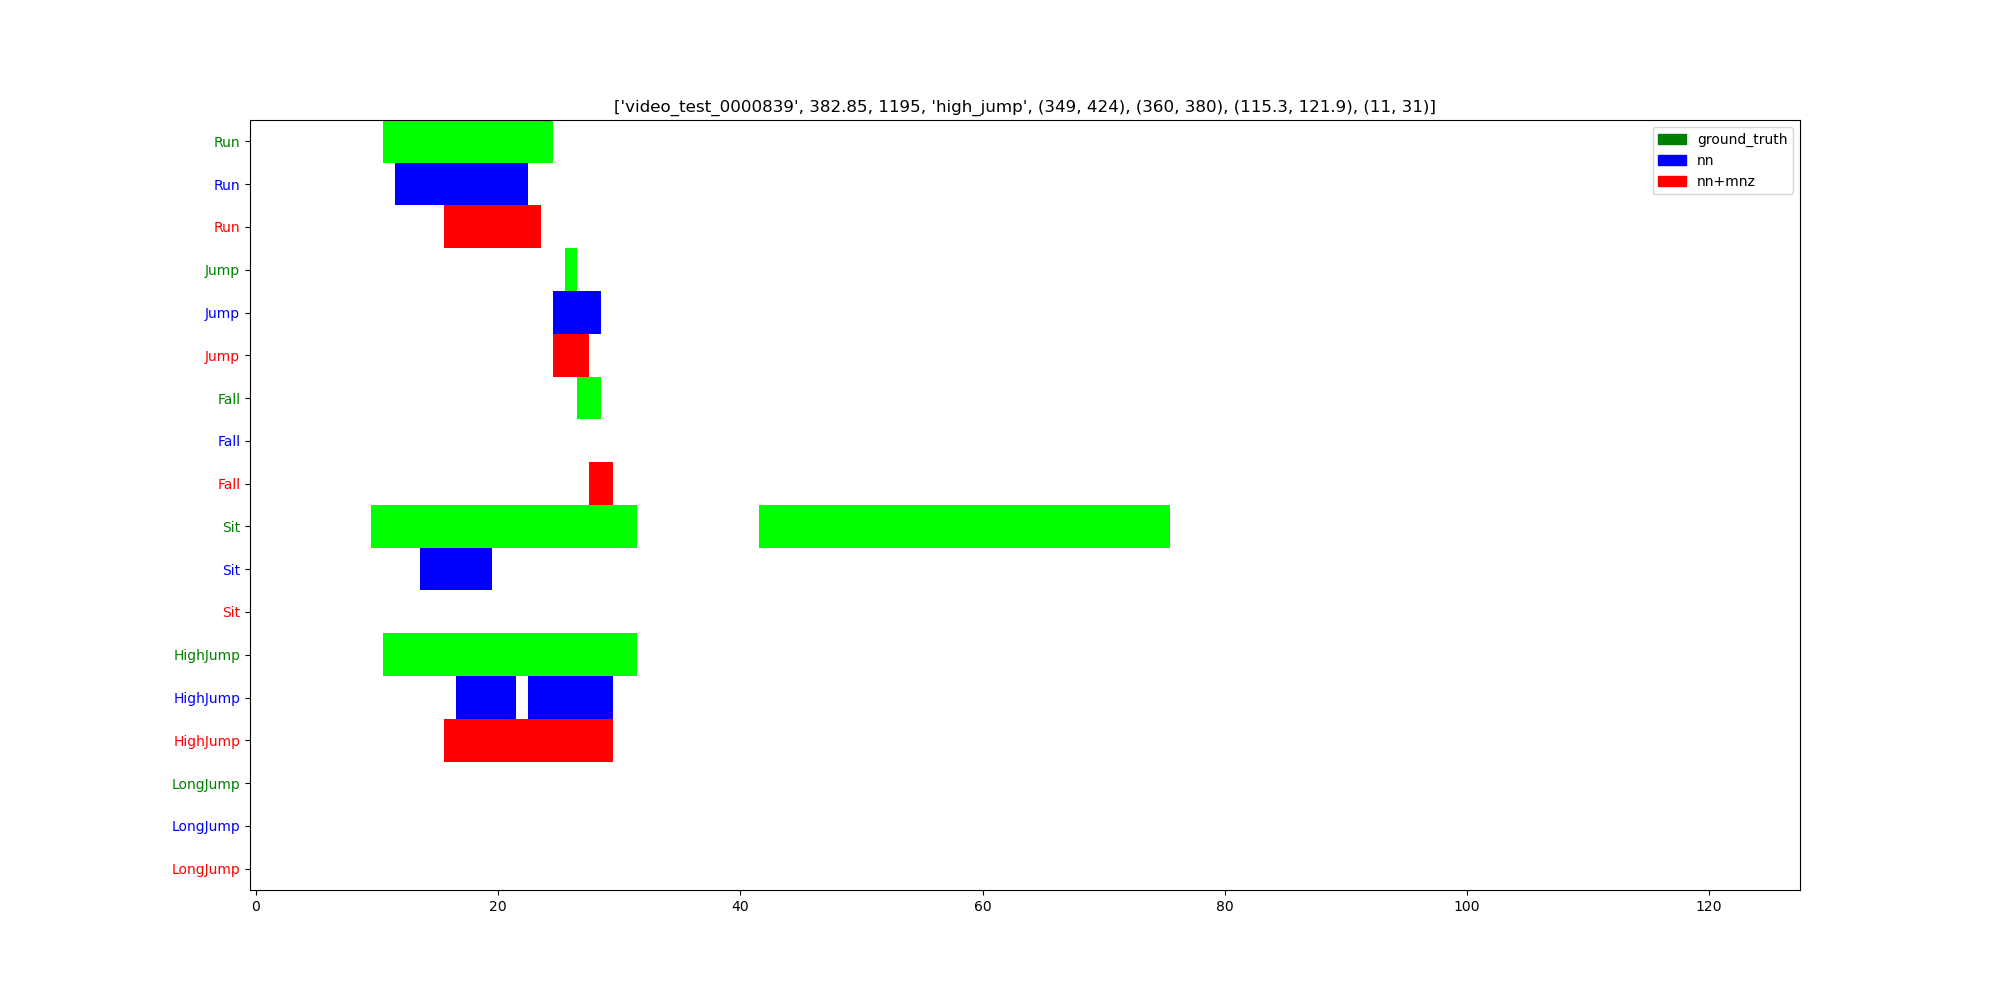 ['video_test_0000839', 382.85, 1195, 'high_jump', (349, 424), (360, 380), (115.3, 121.9), (11, 31)]
ground_truth
nn
nn+mnz
Run
Run
Run
Jump
Jump
Jump
Fall
Fall
Fall
Sit
Sit
Sit
HighJump
HighJump
HighJump
LongJump
LongJump
LongJump
0 20 40 60 80 100 120